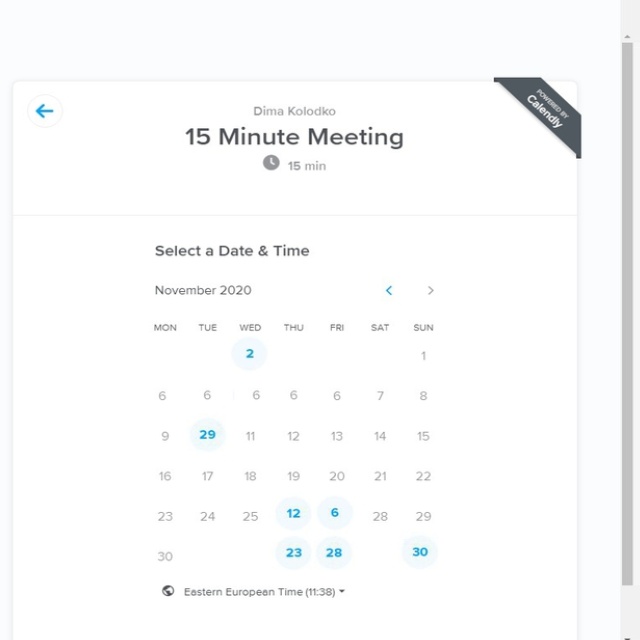 POWERED BY
Calendly
Dima Kolodko
15 Minute Meeting
15 min
Select a Date & Time
November 2020
MON TUE WED THU FRI SAT SUN
2 1
6 6 6 6 6 7 8
9 29 11 12 13 14 15
16 17 18 19 20 21 22
23 24 25 12 6 28 29
30 23 28 30
Eastern European Time (11:38)